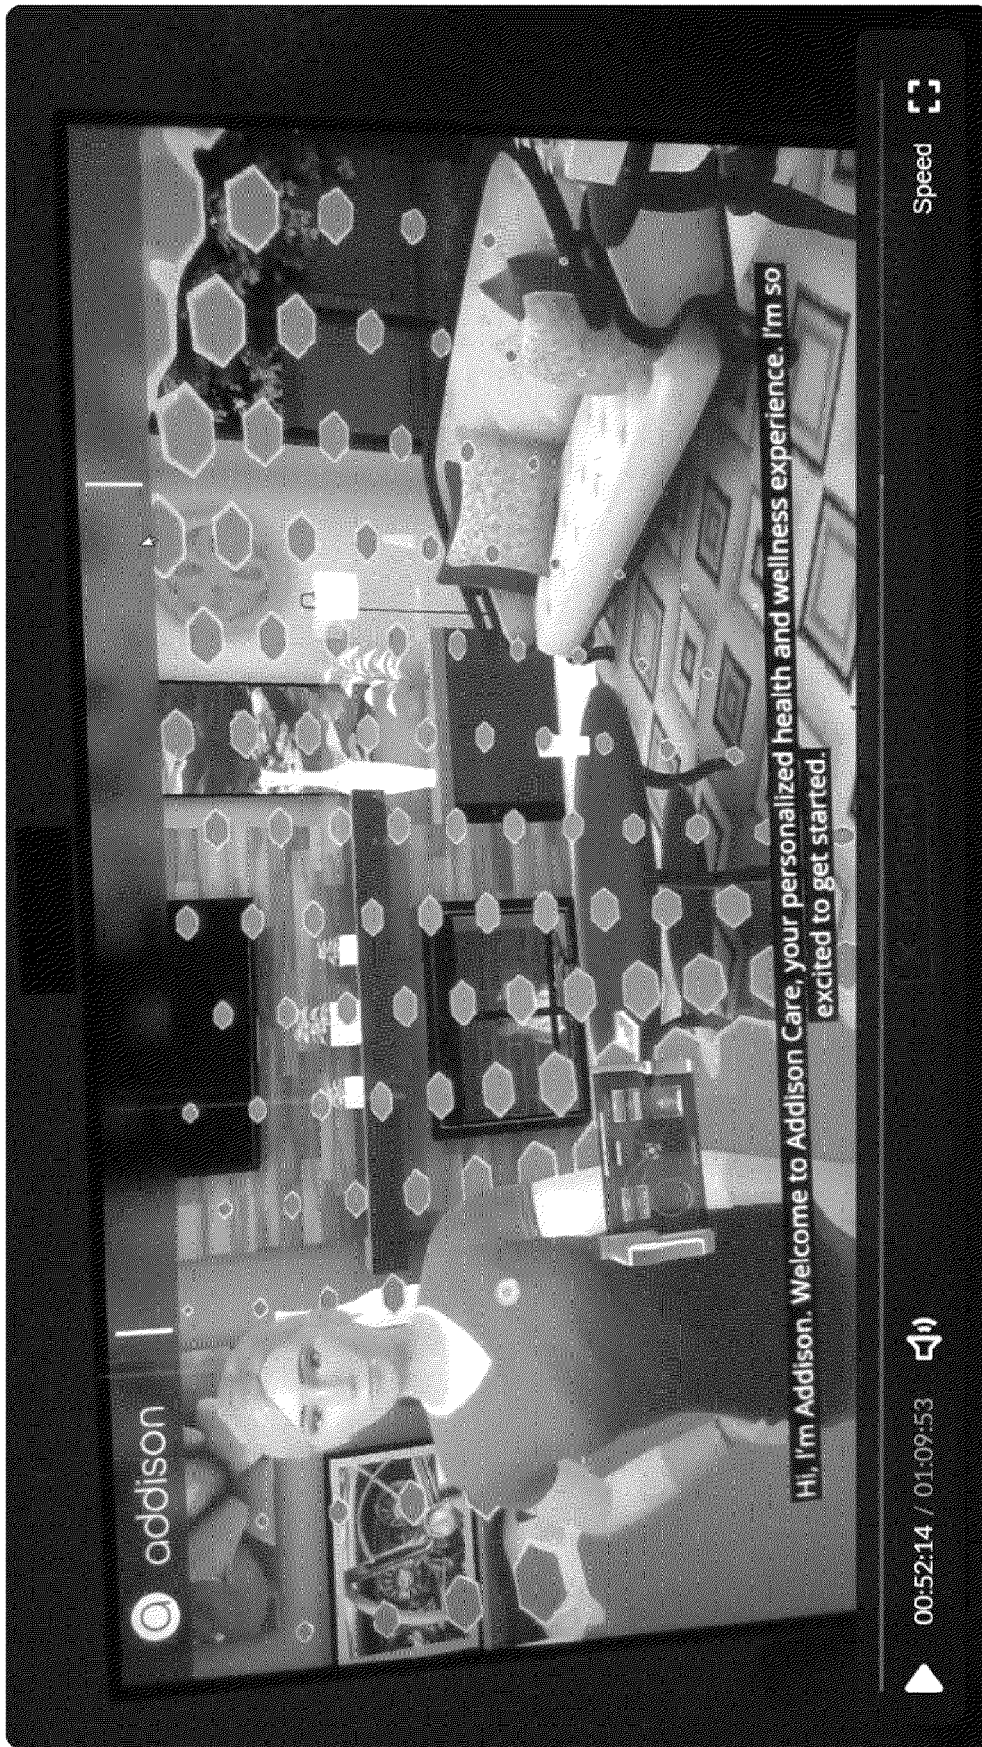 addison
Hi, I'm Addison. Welcome to Addison Care, your personalized health and wellness experience. I'm so
excited to get started.
00:52:14 / 01:09:53
Speed